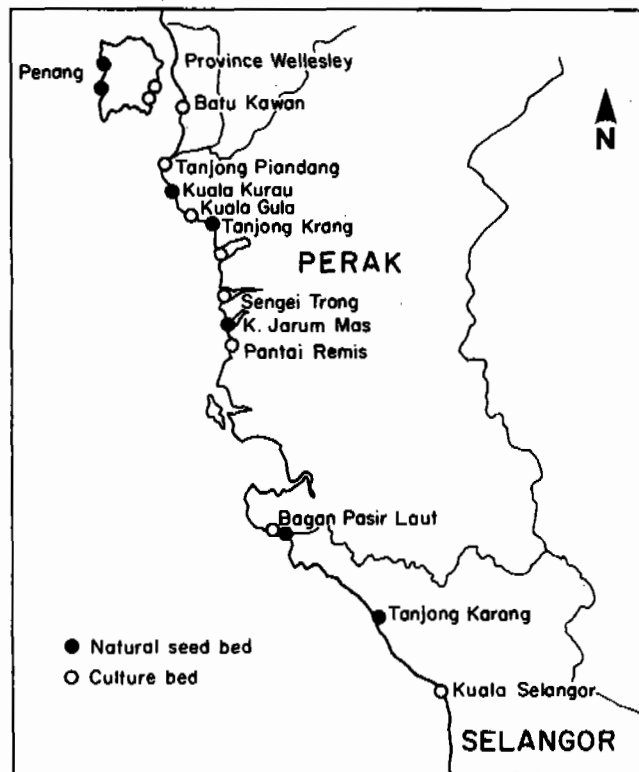 Penang
Province Wellesley
Batu Kawan
N
Tanjong Piandang
Kuala Kurau
Kuala Gula
Tanjong Krang
PERAK
Sengei Trong
K. Jarum Mas
Pantai Remis
Bagan Pasir Laut
Tanjong Karang
Natural seed bed
Culture bed
Kuala Selangor
SELANGOR